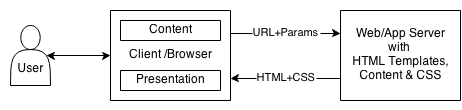 User
Content
Client /Browser
Presentation
URL+Params
HTML+CSS
Web/App Server
with
HTML Templates,
Content & CSS